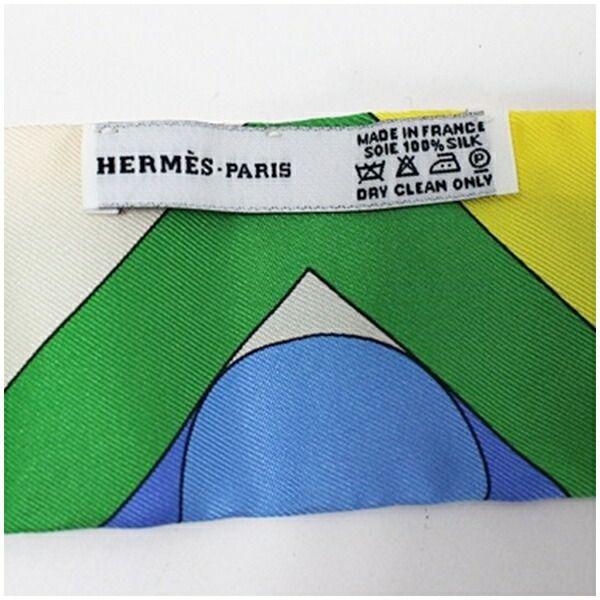 HERMÈS-PARIS
MADE IN FRANCE
SOIE 100% SILK
P
DRY CLEAN ONLY